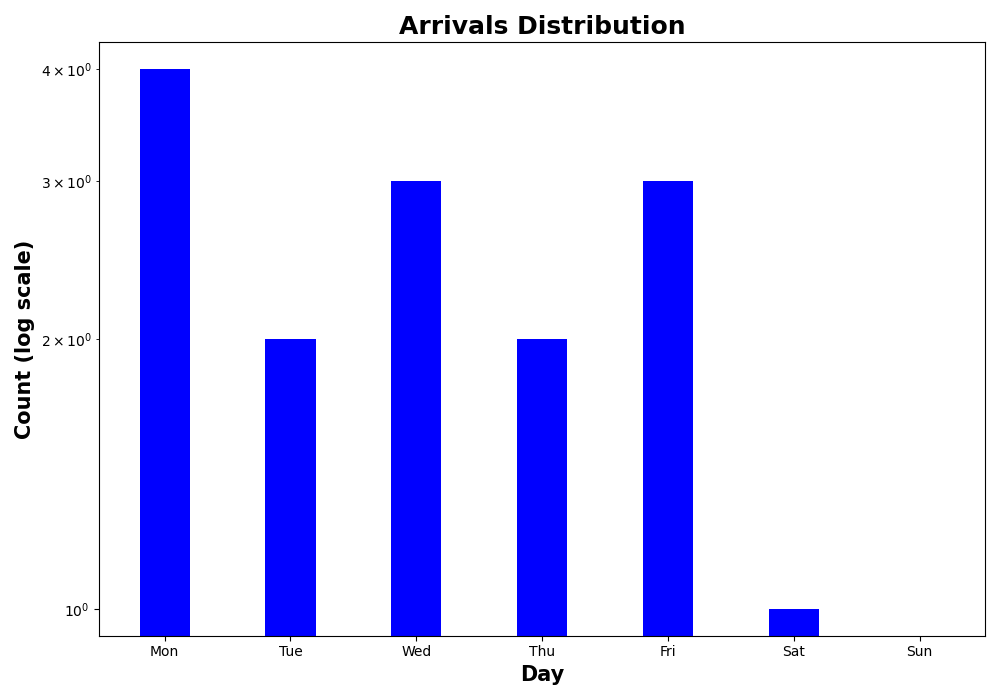 Arrivals Distribution
Count (log scale)
4 × 10⁰
3 × 10⁰
2 × 10⁰
10⁰
Mon Tue Wed Thu Fri Sat Sun
Day